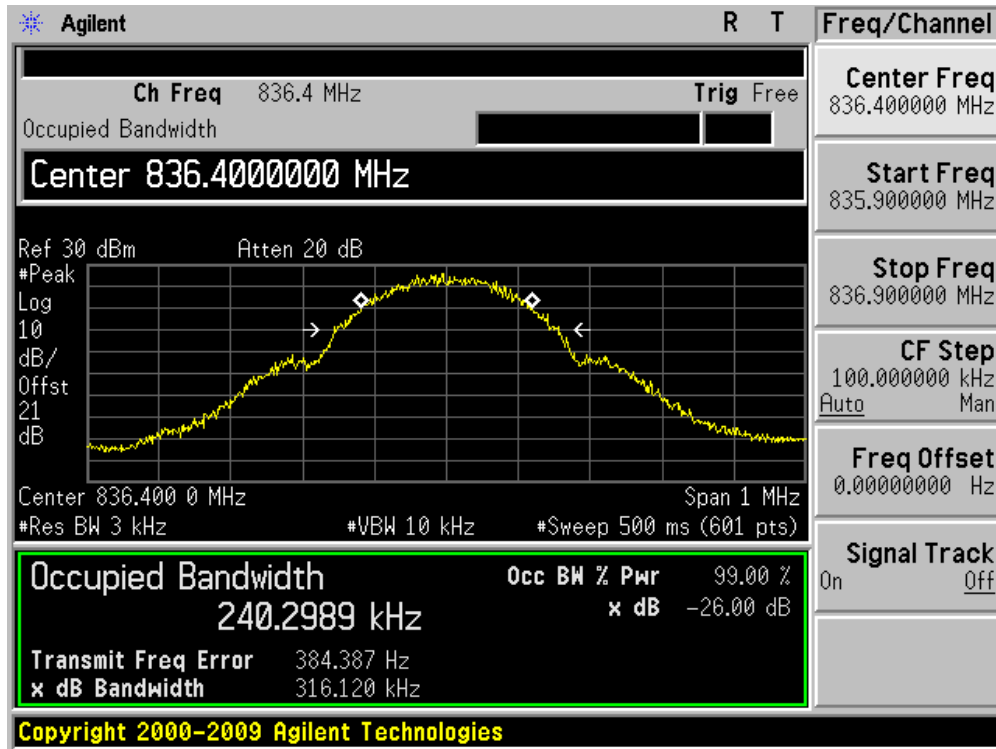 Agilent R T
Ch Freq 836.4 MHz Trig Free
Occupied Bandwidth
Center 836.4000000 MHz
Ref 30 dBm Atten 20 dB
#Peak
Log
10
dB/
Offst
21
dB
Center 836.400 0 MHz Span 1 MHz
#Res BW 3 kHz #VBW 10 kHz #Sweep 500 ms (601 pts)
Occupied Bandwidth Occ BW % Pwr 99.00 %
240.2989 kHz x dB -26.00 dB
Transmit Freq Error 384.387 Hz
x dB Bandwidth 316.120 kHz
Copyright 2000-2009 Agilent Technologies
Freq/Channel
Center Freq
836.400000 MHz
Start Freq
835.900000 MHz
Stop Freq
836.900000 MHz
CF Step
100.000000 kHz
Auto Man
Freq Offset
0.00000000 Hz
Signal Track
On Off